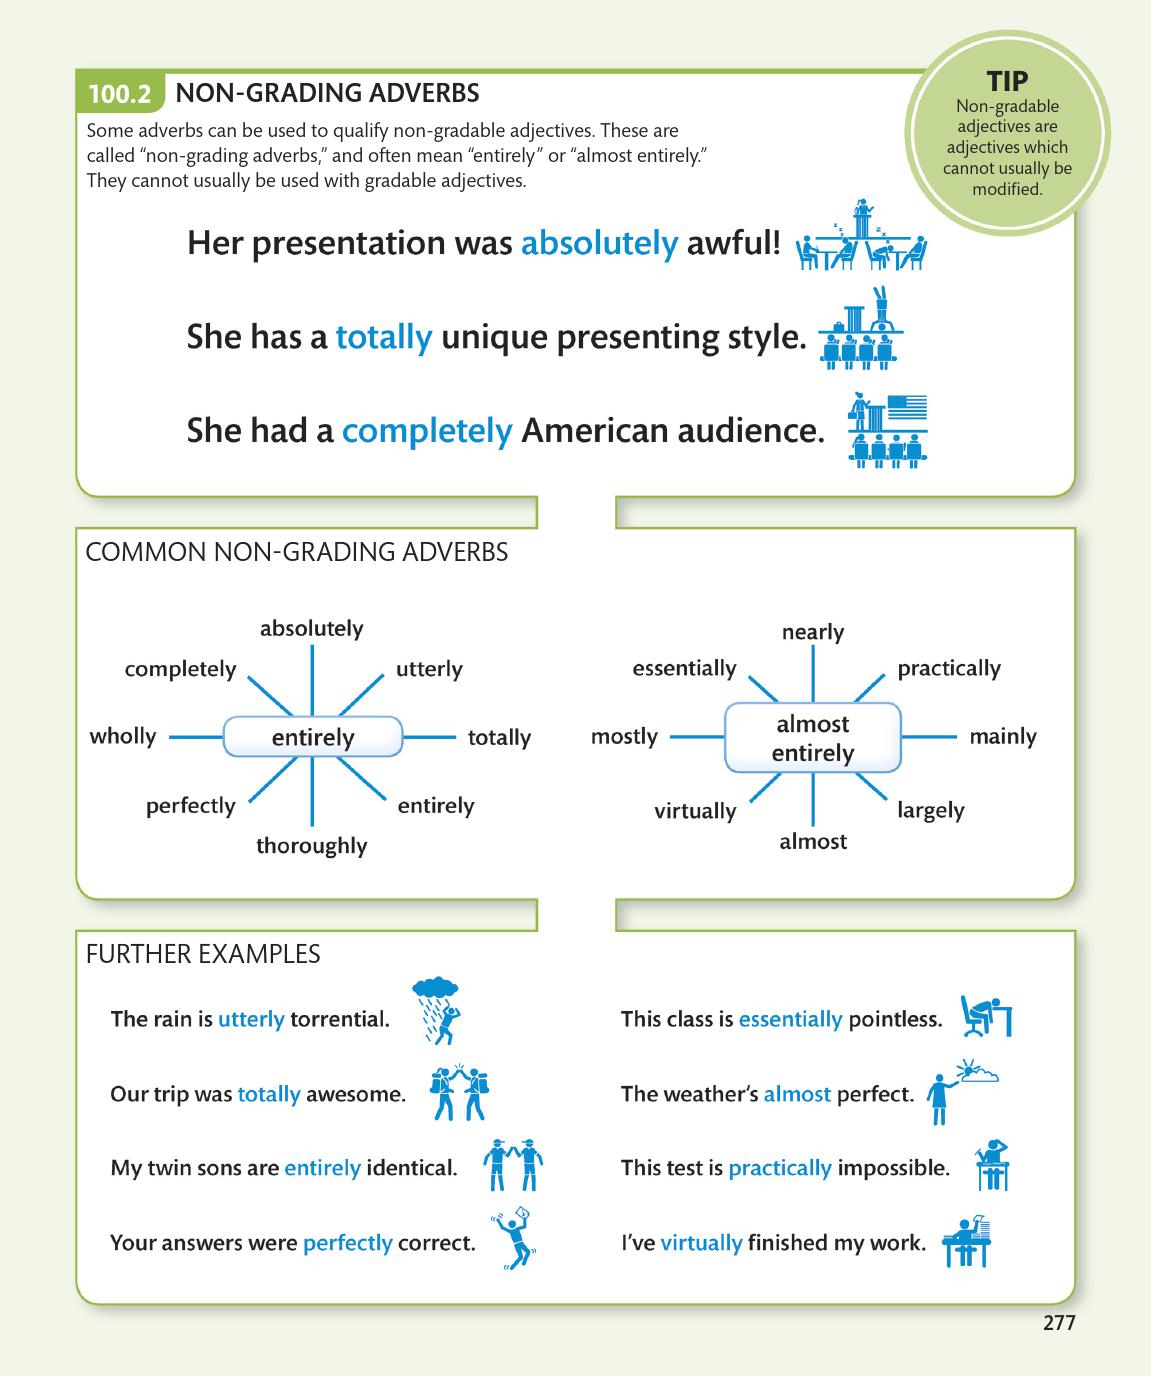 100.2 NON-GRADING ADVERBS
Some adverbs can be used to qualify non-gradable adjectives. These are
called “non-grading adverbs,” and often mean “entirely” or “almost entirely.”
They cannot usually be used with gradable adjectives.
TIP
Non-gradable
adjectives are
adjectives which
cannot usually be
modified.
Her presentation was absolutely awful!
She has a totally unique presenting style.
She had a completely American audience.
COMMON NON-GRADING ADVERBS
absolutely
completely
utterly
wholly
entirely
totally
perfectly
entirely
thoroughly
nearly
essentially
practically
mostly
almost
entirely
mainly
virtually
largely
almost
FURTHER EXAMPLES
The rain is utterly torrential.
Our trip was totally awesome.
My twin sons are entirely identical.
Your answers were perfectly correct.
This class is essentially pointless.
The weather‘s almost perfect.
This test is practically impossible.
I’ve virtually finished my work.
277